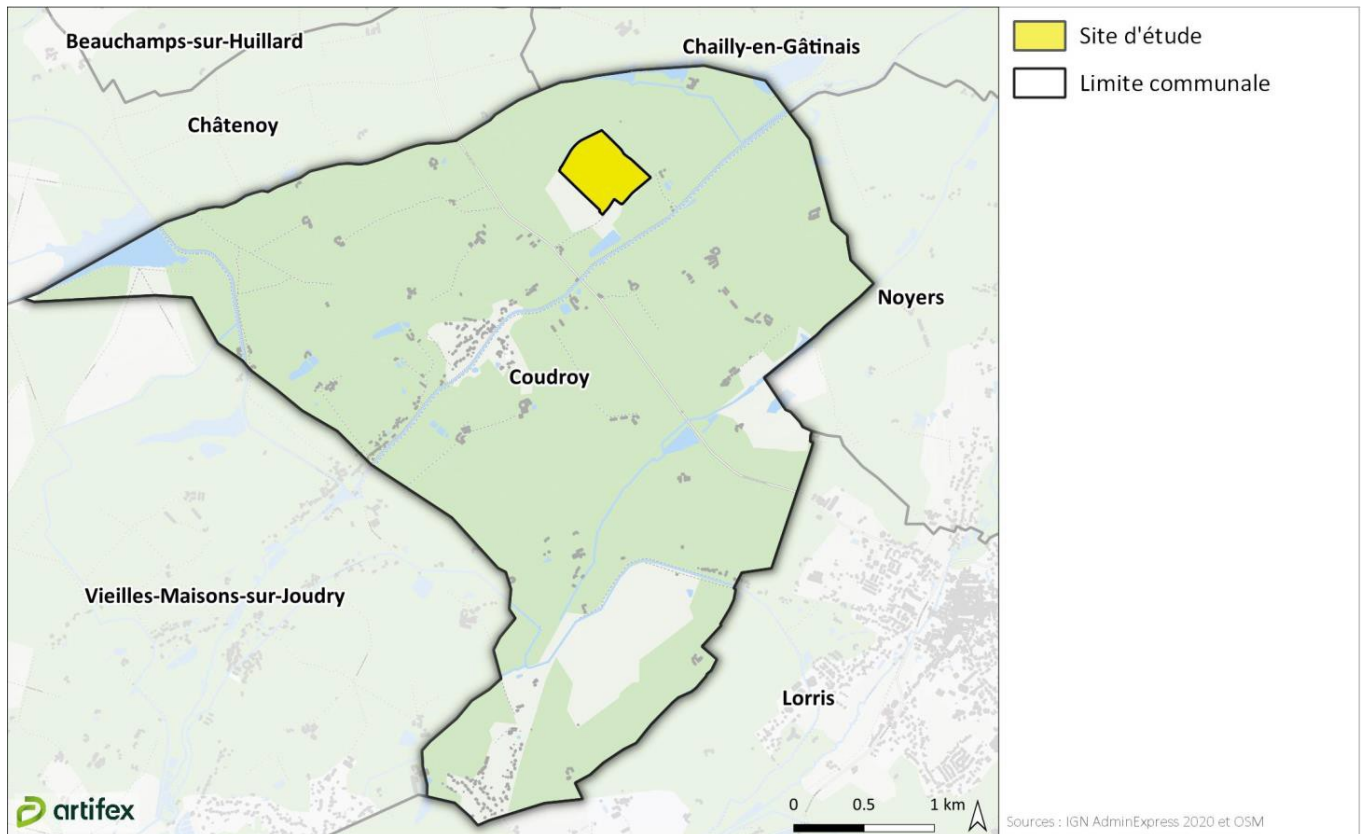 Beauchamps-sur-Huillard
Chailly-en-Gâtinais
Châtenoy
Noyers
Coudroy
Vieilles-Maisons-sur-Joudry
Lorris
artifex
0 0.5 1 km
Site d'étude
Limite communale
Sources : IGN AdminExpress 2020 et OSM